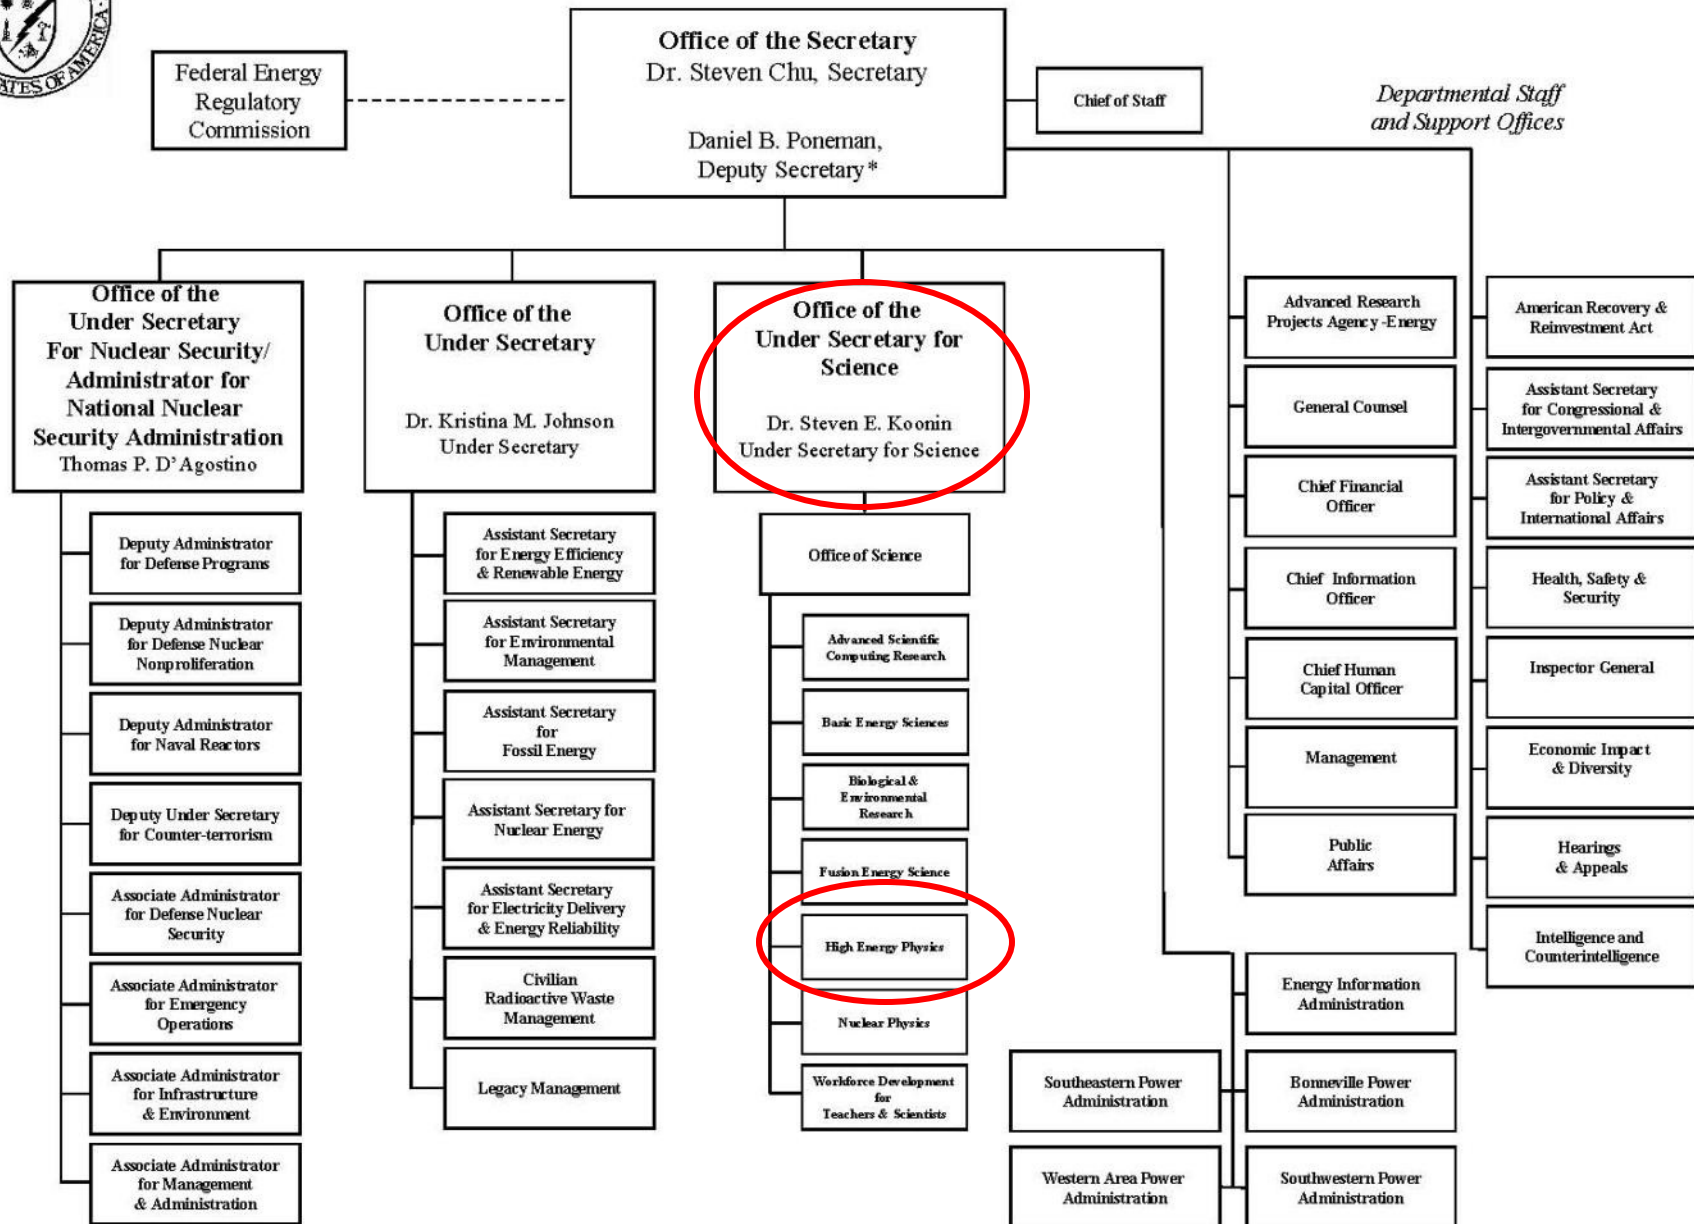 ATES OF AMERICA
Office of the Secretary
Dr. Steven Chu, Secretary
Daniel B. Poneman,
Deputy Secretary*
Federal Energy
Regulatory
Commission
Chief of Staff
Departmental Staff
and Support Offices
Office of the
Under Secretary
For Nuclear Security/
Administrator for
National Nuclear
Security Administration
Thomas P. D'Agostino
Deputy Administrator
for Defense Programs
Deputy Administrator
for Defense Nuclear
Nonproliferation
Deputy Administrator
for Naval Reactors
Deputy Under Secretary
for Counter-terrorism
Associate Administrator
for Defense Nuclear
Security
Associate Administrator
for Emergency
Operations
Associate Administrator
for Infrastructure
& Environment
Associate Administrator
for Management
& Administration
Office of the
Under Secretary
Dr. Kristina M. Johnson
Under Secretary
Assistant Secretary
for Energy Efficiency
& Renewable Energy
Assistant Secretary
for Environmental
Management
Assistant Secretary
for
Fossil Energy
Assistant Secretary for
Nuclear Energy
Assistant Secretary
for Electricity Delivery
& Energy Reliability
Civilian
Radioactive Waste
Management
Legacy Management
Office of the
Under Secretary for
Science
Dr. Steven E. Koonin
Under Secretary for Science
Office of Science
Advanced Scientific
Computing Research
Basic Energy Sciences
Biological &
Environmental
Research
Fusion Energy Science
High Energy Physics
Nuclear Physics
Workforce Development
for
Teachers & Scientists
Advanced Research
Projects Agency -Energy
General Counsel
Chief Financial
Officer
Chief Information
Officer
Chief Human
Capital Officer
Management
Public
Affairs
American Recovery &
Reinvestment Act
Assistant Secretary
for Congressional &
Intergovernmental Affairs
Assistant Secretary
for Policy &
International Affairs
Health, Safety &
Security
Inspector General
Economic Impact
& Diversity
Hearings
& Appeals
Intelligence and
Counterintelligence
Energy Information
Administration
Southeastern Power
Administration
Bonneville Power
Administration
Western Area Power
Administration
Southwestern Power
Administration